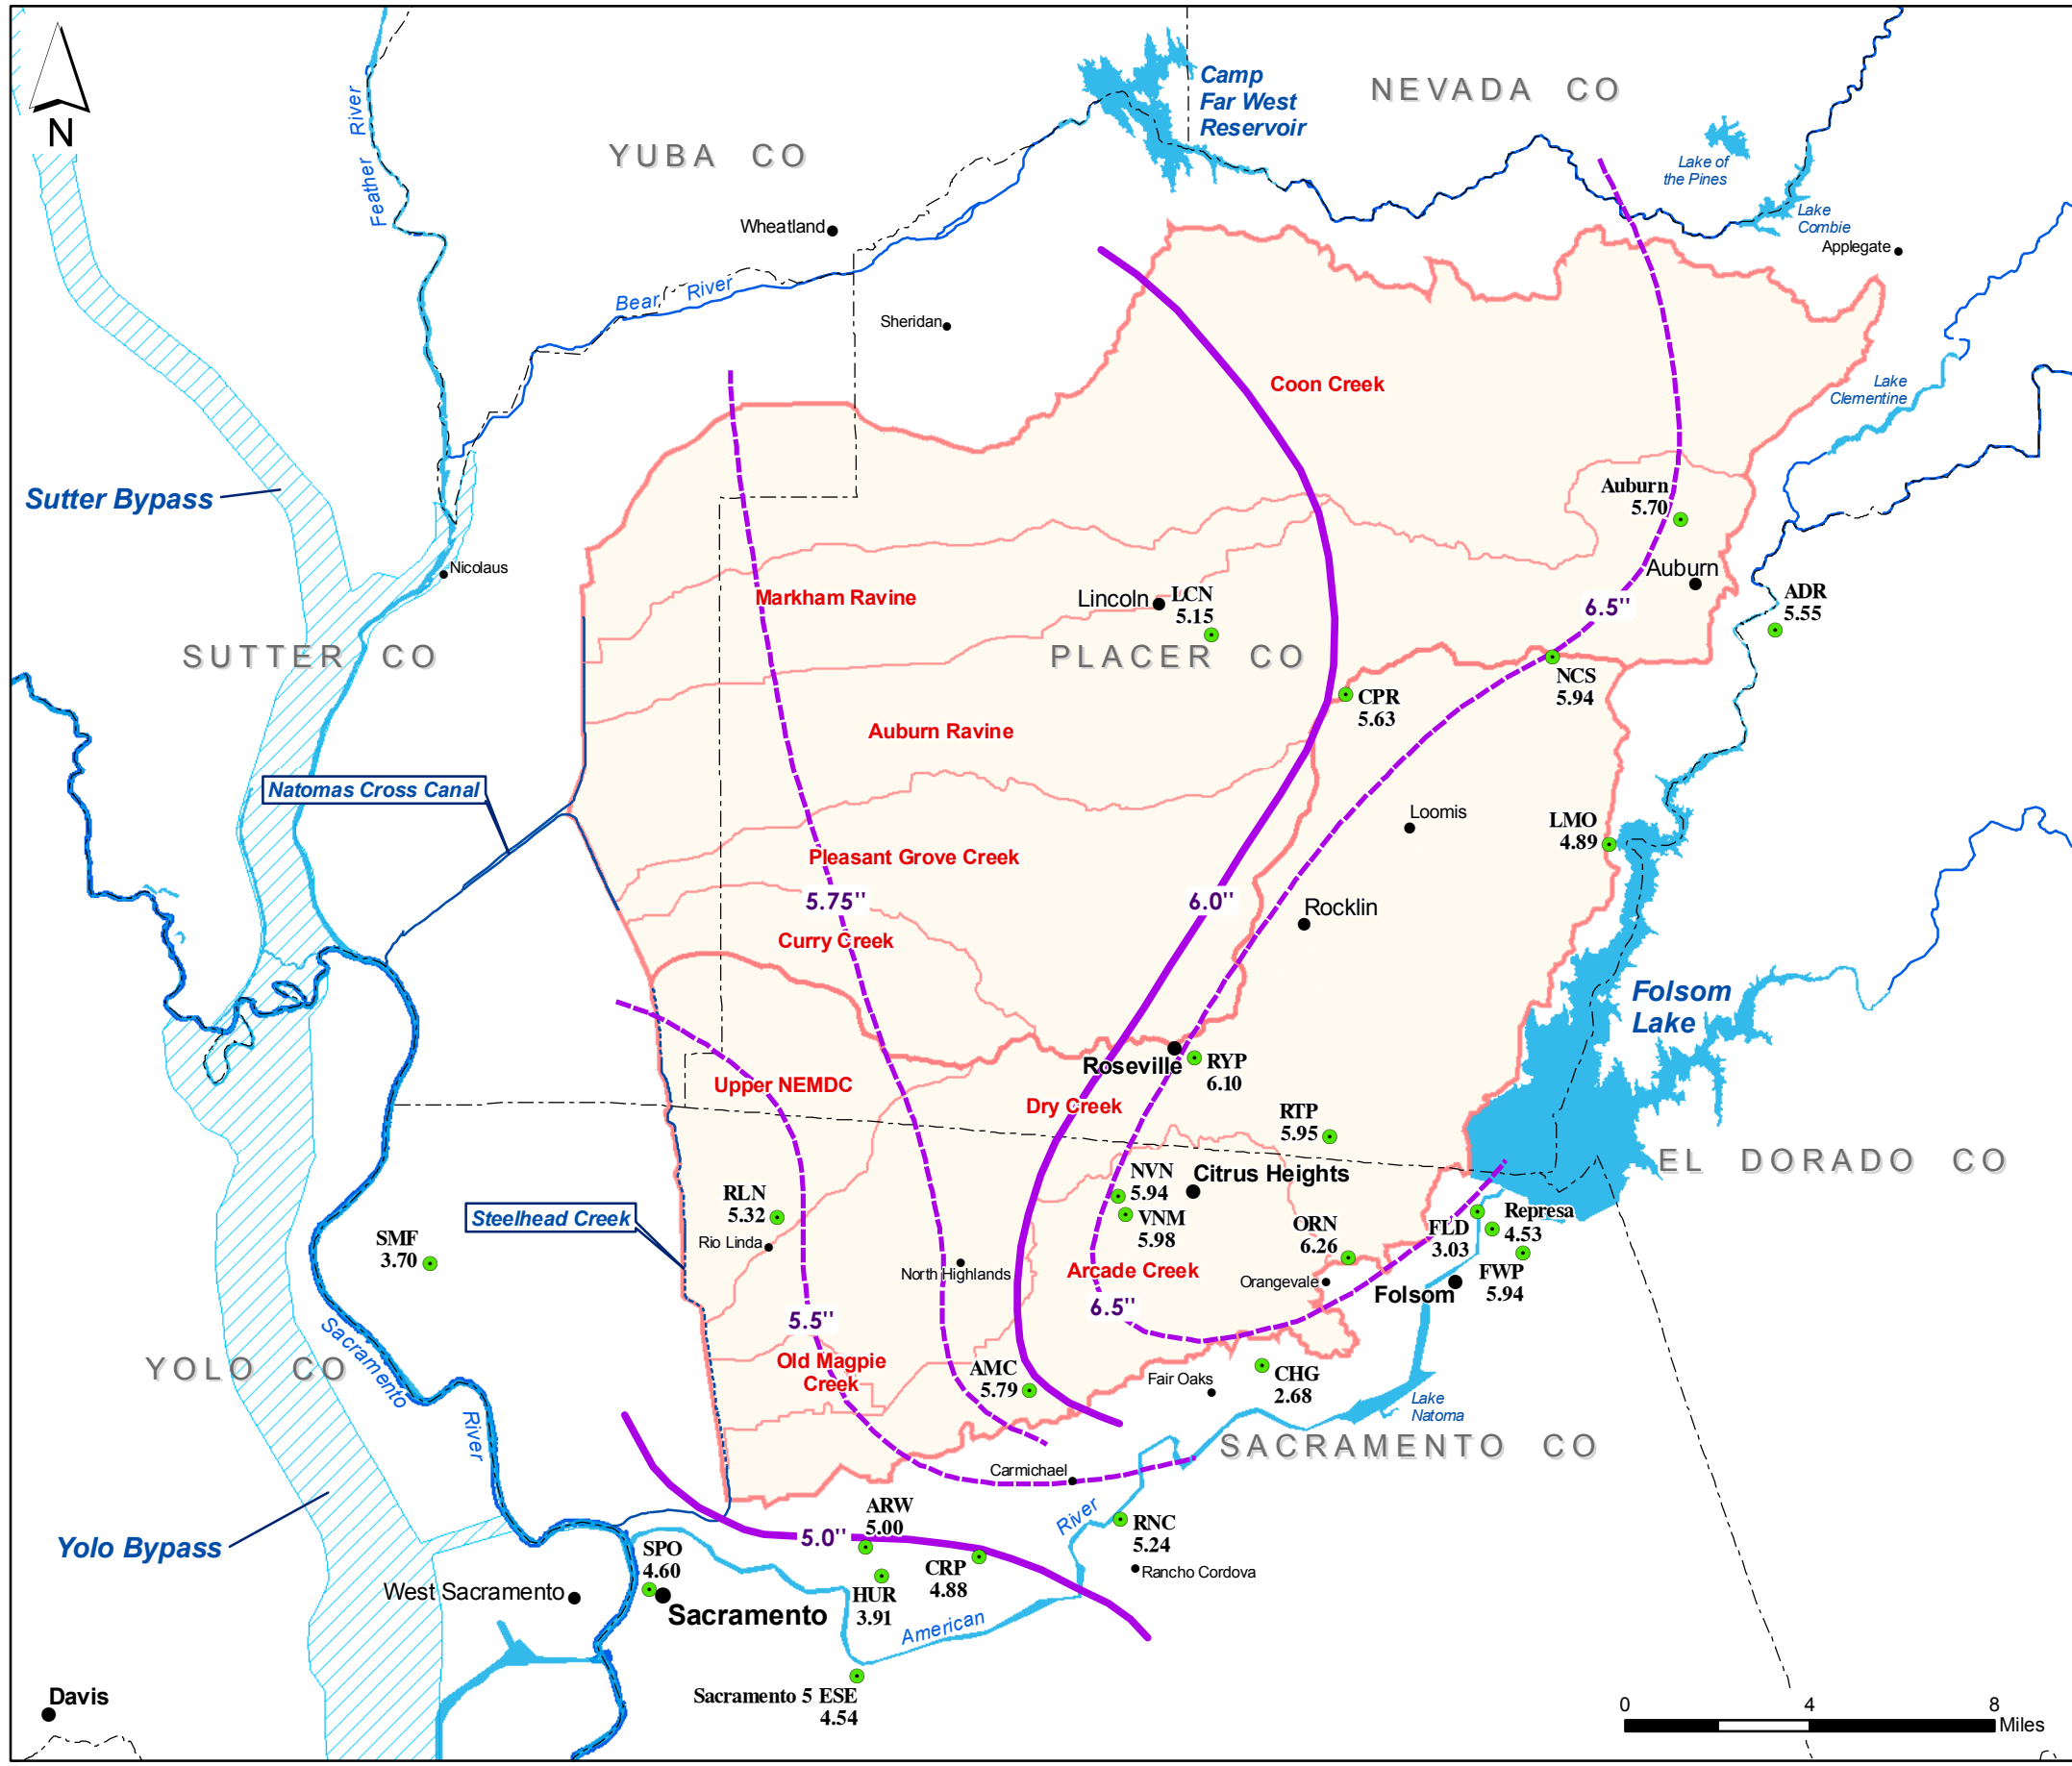 N
Feather River
YUBA CO
Camp
Far West
Reservoir
NEVADA CO
Lake of
the Pines
Lake
Combie
Applegate
Wheatland
Bear River
Sheridan
Coon Creek
Lake
Clementine
Sutter Bypass
Auburn
5.70
Nicolaus
Auburn
ADR
5.55
Markham Ravine
Lincoln
LCN
5.15
6.5"
SUTTER CO
PLACER CO
NCS
5.94
CPR
5.63
Auburn Ravine
Natomas Cross Canal
Loomis
LMO
4.89
Pleasant Grove Creek
5.75"
6.0"
Rocklin
Curry Creek
Folsom
Lake
Roseville
RYP
6.10
Upper NEMDC
Dry Creek
RTP
5.95
EL DORADO CO
NVN
5.94
Citrus Heights
RLN
5.32
VNM
5.98
Steelhead Creek
ORN
6.26
FLD
3.03
Represa
4.53
Rio Linda
SMF
3.70
North Highlands
Arcade Creek
Orangevale
Folsom
FWP
5.94
5.5"
6.5"
YOLO CO
Sacramento River
Old Magpie
Creek
AMC
5.79
Fair Oaks
CHG
2.68
Lake
Natoma
SACRAMENTO CO
Carmichael
River
ARW
5.00
RNC
5.24
Yolo Bypass
5.0"
SPO
4.60
CRP
4.88
Rancho Cordova
West Sacramento
Sacramento
HUR
3.91
American
Sacramento 5 ESE
4.54
Davis
0 4 8
Miles